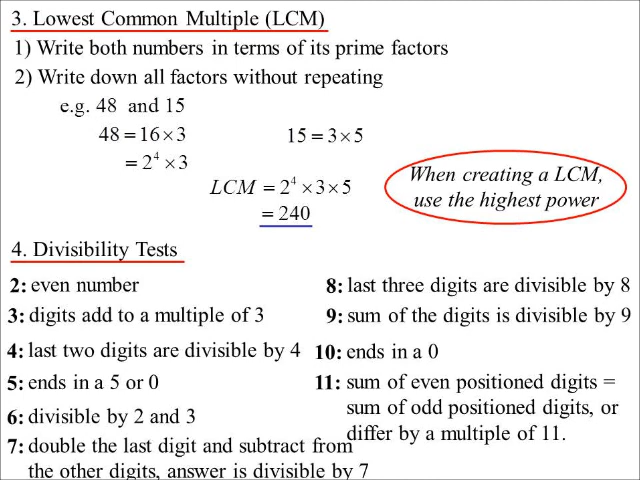 3. Lowest Common Multiple (LCM)
1) Write both numbers in terms of its prime factors
2) Write down all factors without repeating
e.g. 48 and 15
48 = 16 × 3
= 2⁴ × 3
15 = 3 × 5
LCM = 2⁴ × 3 × 5
= 240
When creating a LCM,
use the highest power
4. Divisibility Tests
2: even number
3: digits add to a multiple of 3
4: last two digits are divisible by 4
5: ends in a 5 or 0
6: divisible by 2 and 3
7: double the last digit and subtract from
the other digits, answer is divisible by 7
8: last three digits are divisible by 8
9: sum of the digits is divisible by 9
10: ends in a 0
11: sum of even positioned digits =
sum of odd positioned digits, or
differ by a multiple of 11.